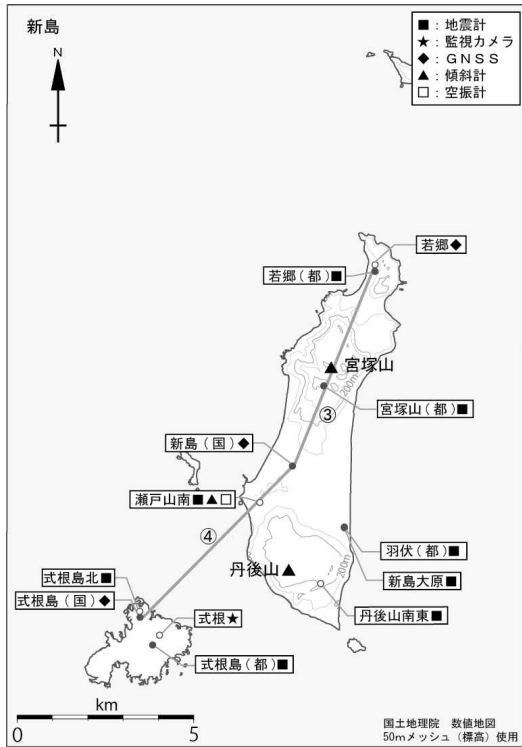 新島
N
■：地震計
★：監視カメラ
◆：ＧＮＳＳ
▲：傾斜計
□：空振計
若郷◆
若郷（都）■
宮塚山
200m
宮塚山（都）■
③
新島（国）◆
瀬戸山南■▲□
④
羽伏（都）■
丹後山
200m
新島大原■
式根島北■
式根島（国）◆
式根★
丹後山南東■
式根島（都）■
km
0 5
国土地理院　数値地図
50mメッシュ（標高）使用